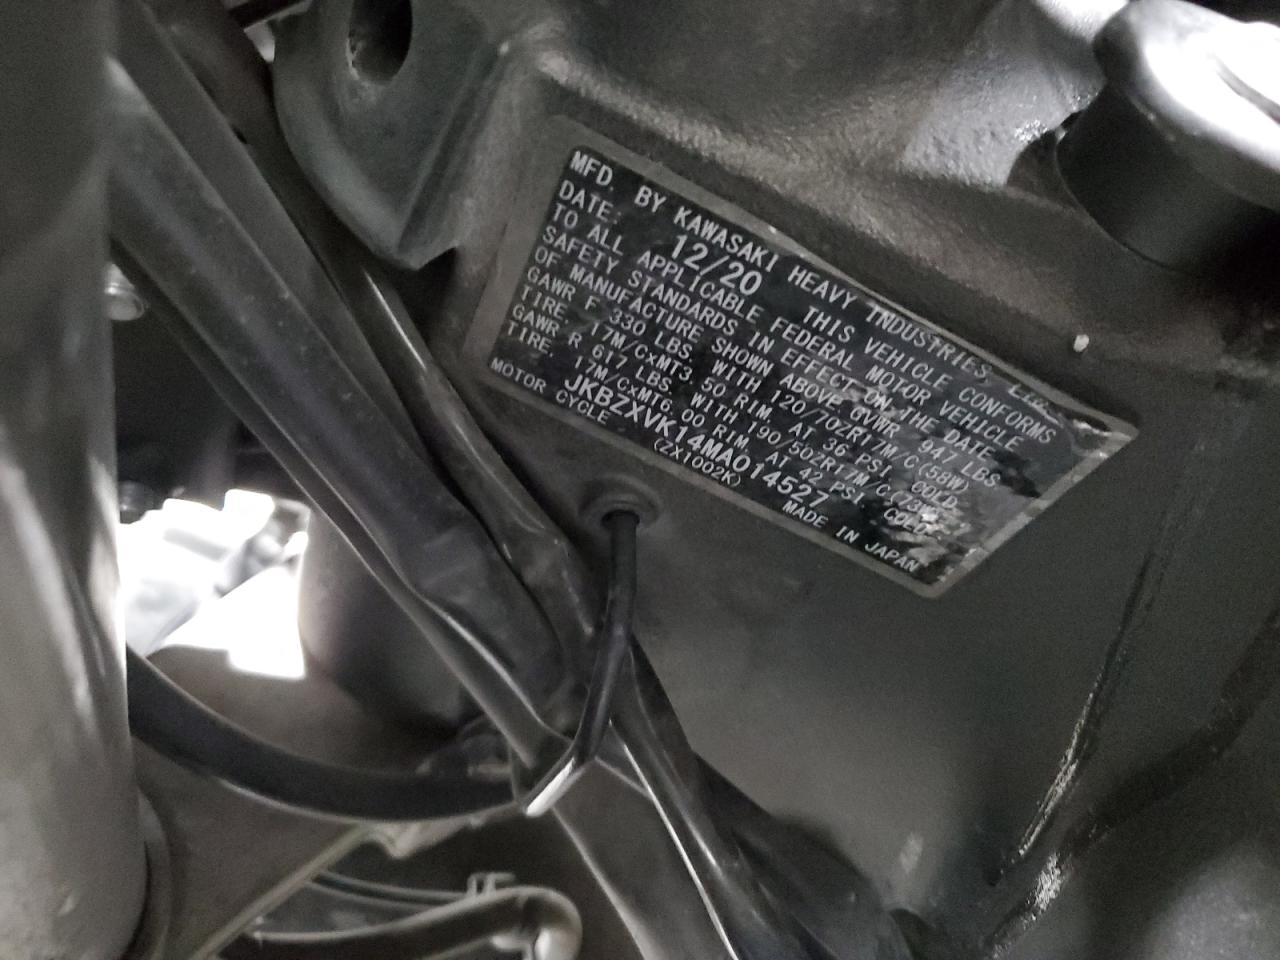 MFD. BY KAWASAKI HEAVY INDUSTRIES
DATE: 12/20 THIS VEHICLE CONFORMS
TO ALL APPLICABLE FEDERAL MOTOR VEHICLE
SAFETY STANDARDS IN EFFECT ON THE DATE
OF MANUFACTURE SHOWN ABOVE GVWR 947 LBS
GAWR F 330 LBS. WITH 120/70ZR17M/C(58W)
TIRE. 17M/CxMT3.50 RIM. AT 36 PSI COLD
GAWR R 617 LBS WITH 190/50ZR17M/C(73W)
TIRE. 17M/CxMT6.00 RIM. AT 42 PSI COLD.
JKBZXVK14MA014527
MOTOR CYCLE (ZX1002K) MADE IN JAPAN